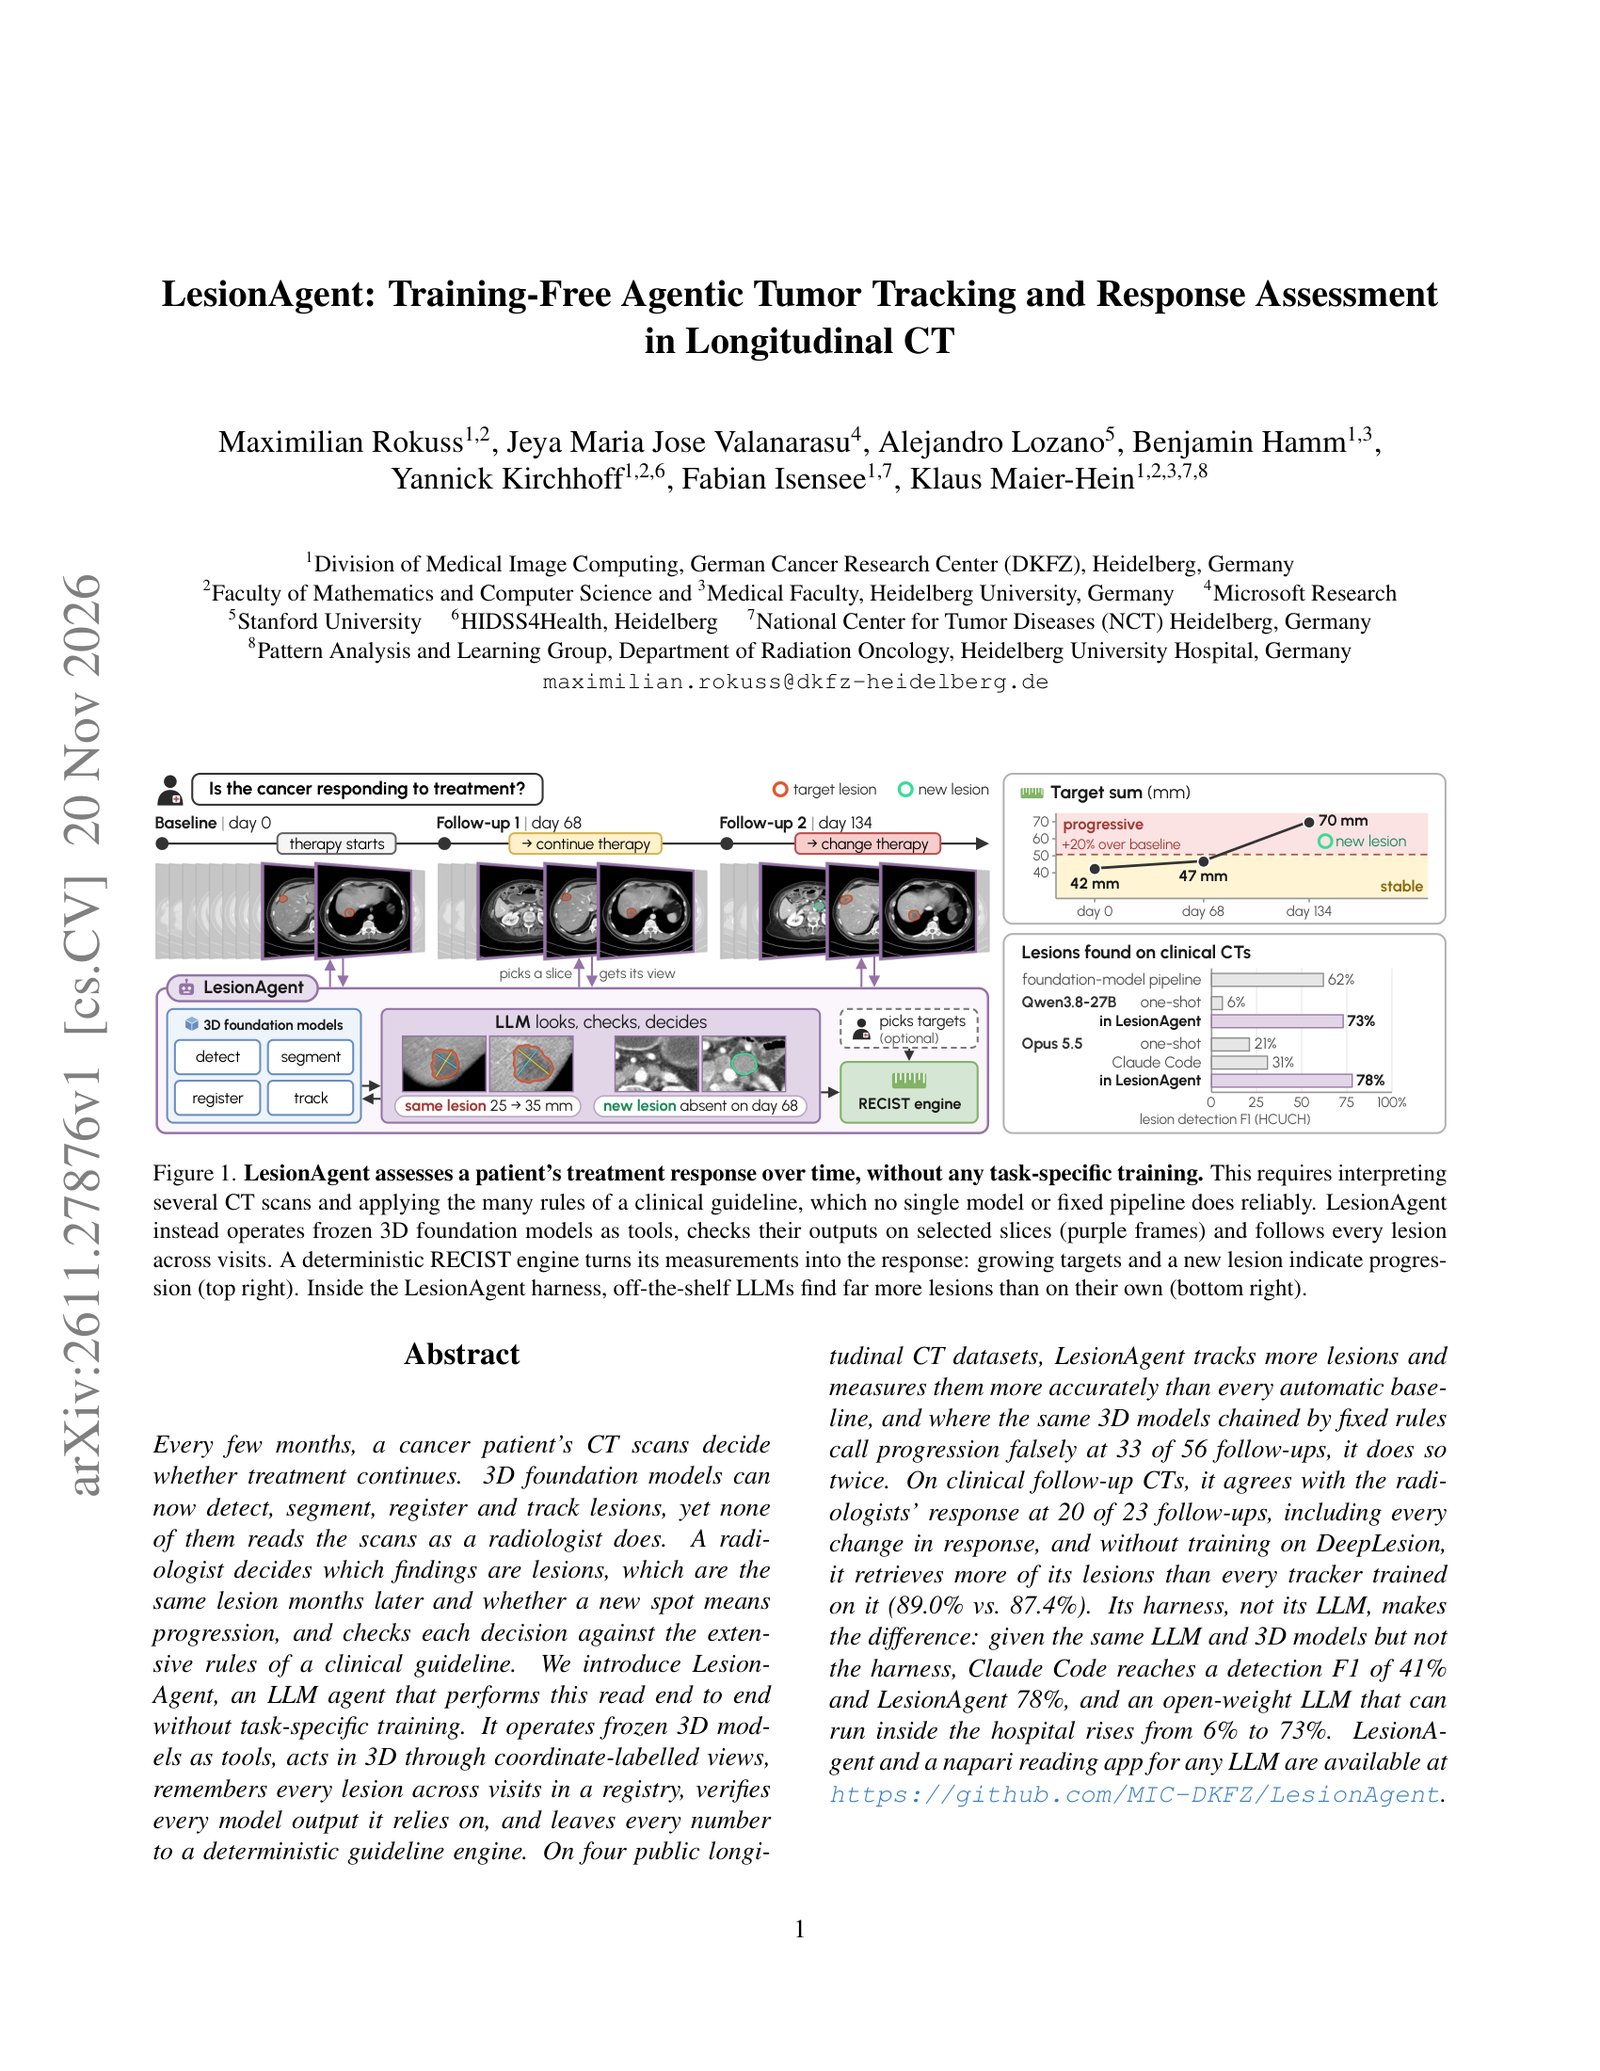 arXiv:2611.27876v1 [cs.CV] 20 Nov 2026
LesionAgent: Training-Free Agentic Tumor Tracking and Response Assessment
in Longitudinal CT
Maximilian Rokuss1,2, Jeya Maria Jose Valanarasu4, Alejandro Lozano5, Benjamin Hamm1,3,
Yannick Kirchhoff1,2,6, Fabian Isensee1,7, Klaus Maier-Hein1,2,3,7,8
1Division of Medical Image Computing, German Cancer Research Center (DKFZ), Heidelberg, Germany
2Faculty of Mathematics and Computer Science and 3Medical Faculty, Heidelberg University, Germany 4Microsoft Research
5Stanford University 6HIDSS4Health, Heidelberg 7National Center for Tumor Diseases (NCT) Heidelberg, Germany
8Pattern Analysis and Learning Group, Department of Radiation Oncology, Heidelberg University Hospital, Germany
maximilian.rokuss@dkfz-heidelberg.de
Is the cancer responding to treatment?
target lesion
new lesion
Baseline | day 0
Follow-up 1 | day 68
Follow-up 2 | day 134
therapy starts
→ continue therapy
→ change therapy
picks a slice
gets its view
LesionAgent
3D foundation models
detect
segment
register
track
LLM looks, checks, decides
same lesion 25 → 35 mm
new lesion absent on day 68
picks targets
(optional)
RECIST engine
Target sum (mm)
70
60
50
40
progressive
+20% over baseline
42 mm
47 mm
70 mm
new lesion
stable
day 0
day 68
day 134
Lesions found on clinical CTs
foundation-model pipeline 62%
Qwen3.8-27B one-shot 6%
in LesionAgent 73%
Opus 5.5 one-shot 21%
Claude Code 31%
in LesionAgent 78%
0 25 50 75 100%
lesion detection F1 (HCUCH)
Figure 1. LesionAgent assesses a patient's treatment response over time, without any task-specific training. This requires interpreting
several CT scans and applying the many rules of a clinical guideline, which no single model or fixed pipeline does reliably. LesionAgent
instead operates frozen 3D foundation models as tools, checks their outputs on selected slices (purple frames) and follows every lesion
across visits. A deterministic RECIST engine turns its measurements into the response: growing targets and a new lesion indicate progres-
sion (top right). Inside the LesionAgent harness, off-the-shelf LLMs find far more lesions than on their own (bottom right).
Abstract
Every few months, a cancer patient's CT scans decide
whether treatment continues. 3D foundation models can
now detect, segment, register and track lesions, yet none
of them reads the scans as a radiologist does. A radi-
ologist decides which findings are lesions, which are the
same lesion months later and whether a new spot means
progression, and checks each decision against the exten-
sive rules of a clinical guideline. We introduce Lesion-
Agent, an LLM agent that performs this read end to end
without task-specific training. It operates frozen 3D mod-
els as tools, acts in 3D through coordinate-labelled views,
remembers every lesion across visits in a registry, verifies
every model output it relies on, and leaves every number
to a deterministic guideline engine. On four public longi-
tudinal CT datasets, LesionAgent tracks more lesions and
measures them more accurately than every automatic base-
line, and where the same 3D models chained by fixed rules
call progression falsely at 33 of 56 follow-ups, it does so
twice. On clinical follow-up CTs, it agrees with the radi-
ologists' response at 20 of 23 follow-ups, including every
change in response, and without training on DeepLesion,
it retrieves more of its lesions than every tracker trained
on it (89.0% vs. 87.4%). Its harness, not its LLM, makes
the difference: given the same LLM and 3D models but not
the harness, Claude Code reaches a detection F1 of 41%
and LesionAgent 78%, and an open-weight LLM that can
run inside the hospital rises from 6% to 73%. LesionA-
gent and a napari reading app for any LLM are available at
https://github.com/MIC-DKFZ/LesionAgent.
1